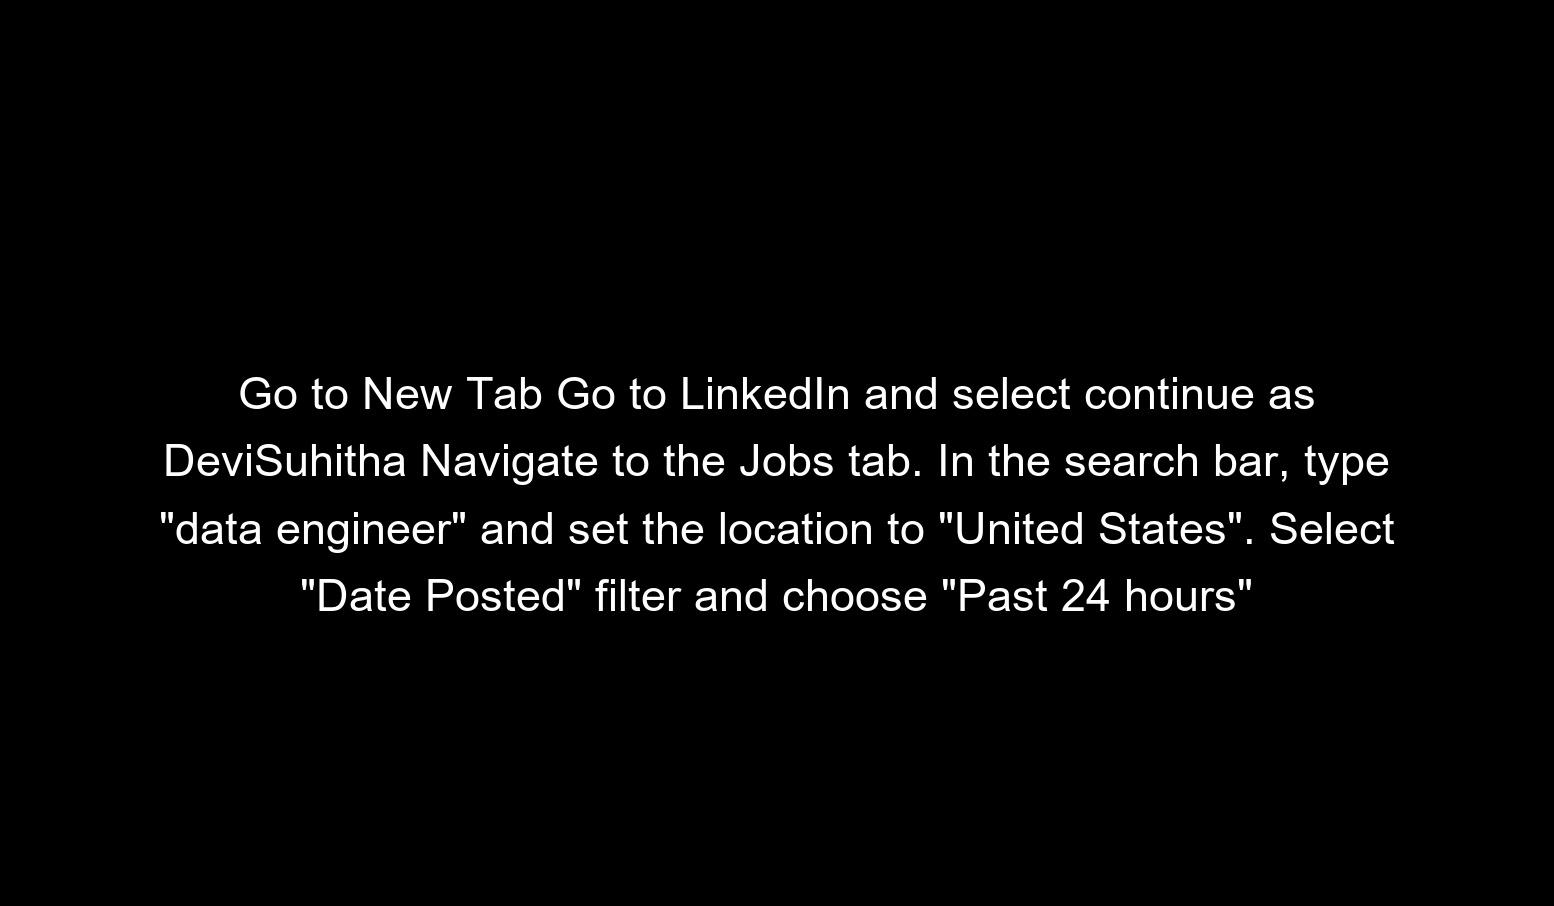 Go to New Tab Go to LinkedIn and select continue as
DeviSuhitha Navigate to the Jobs tab. In the search bar, type
"data engineer" and set the location to "United States". Select
"Date Posted" filter and choose "Past 24 hours"